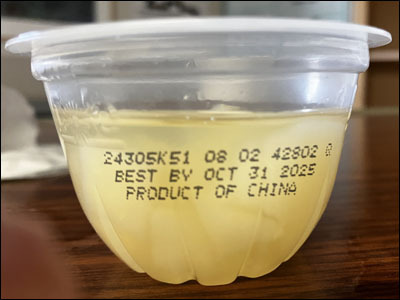 24305K51 08 02 42802 Q
BEST BY OCT 31 2025
PRODUCT OF CHINA